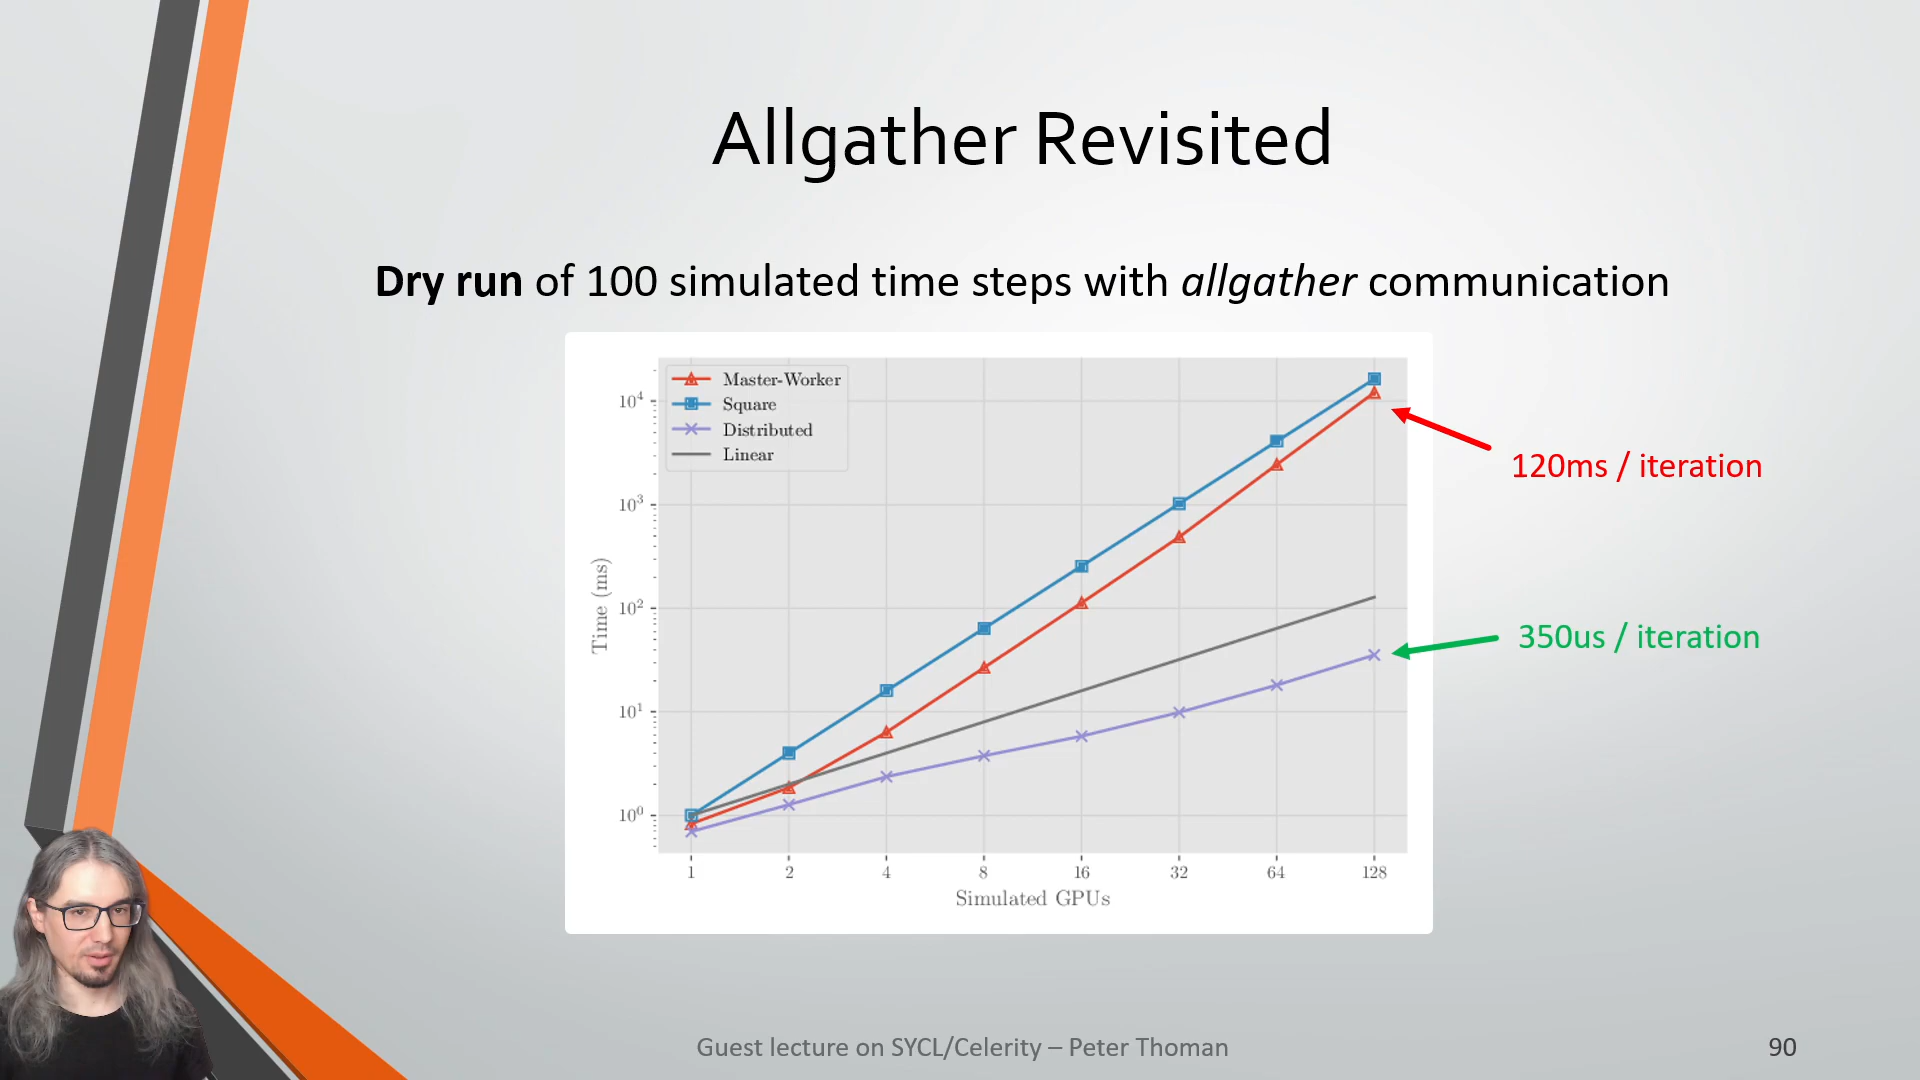 Allgather Revisited
Dry run of 100 simulated time steps with allgather communication
Master-Worker
Square
Distributed
Linear
10⁴
10³
10²
10¹
10⁰
Time (ms)
1 2 4 8 16 32 64 128
Simulated GPUs
120ms / iteration
350us / iteration
Guest lecture on SYCL/Celerity – Peter Thoman
90